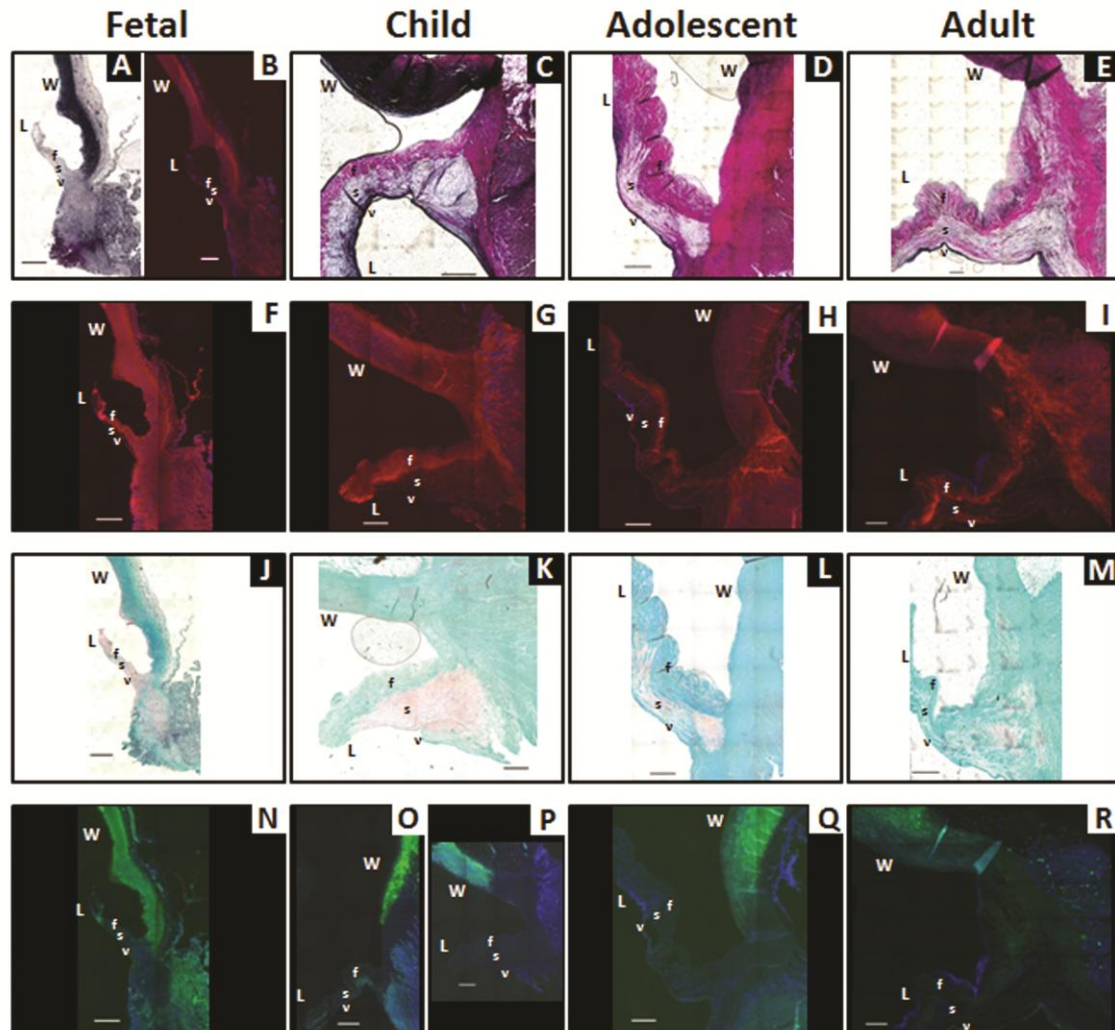 Fetal Child Adolescent Adult
A B C D E
W W W W W
L L L L L
f s v f s v f s v f s v f s v
F G H I
W W W W
L L L L
f s v f s v v s f f s v
J K L M
W W W W
L L L L
f s v f s v f s v f s v
N O P Q R
W W W W W
L L L L L
f s v f s v f s v f s v f s v